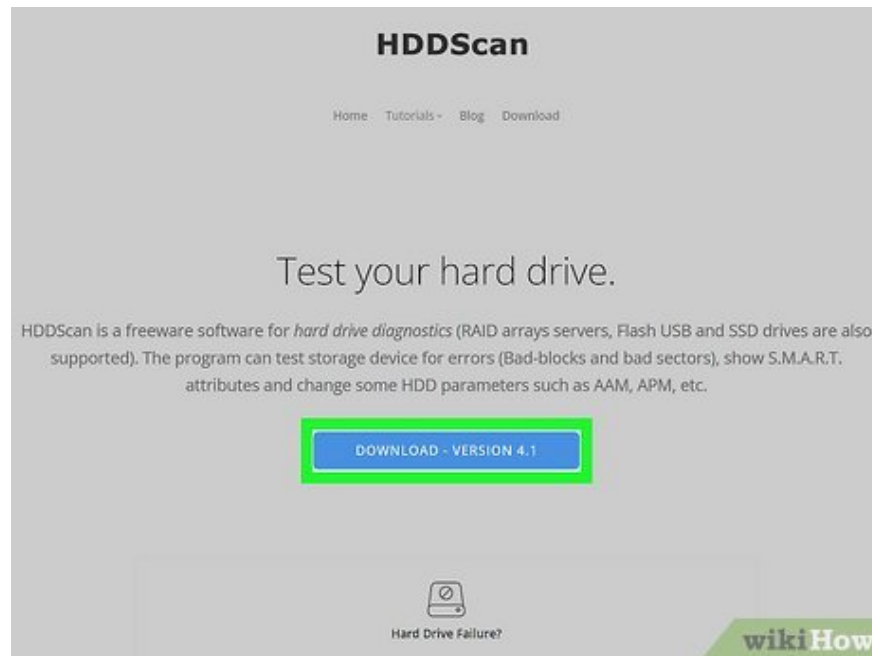 HDDScan
Home Tutorials Blog Download
Test your hard drive.
HDDScan is a freeware software for hard drive diagnostics (RAID arrays servers, Flash USB and SSD drives are also
supported). The program can test storage device for errors (Bad-blocks and bad sectors), show S.M.A.R.T.
attributes and change some HDD parameters such as AAM, APM, etc.
DOWNLOAD - VERSION 4.1
Hard Drive Failure?
wikiHow